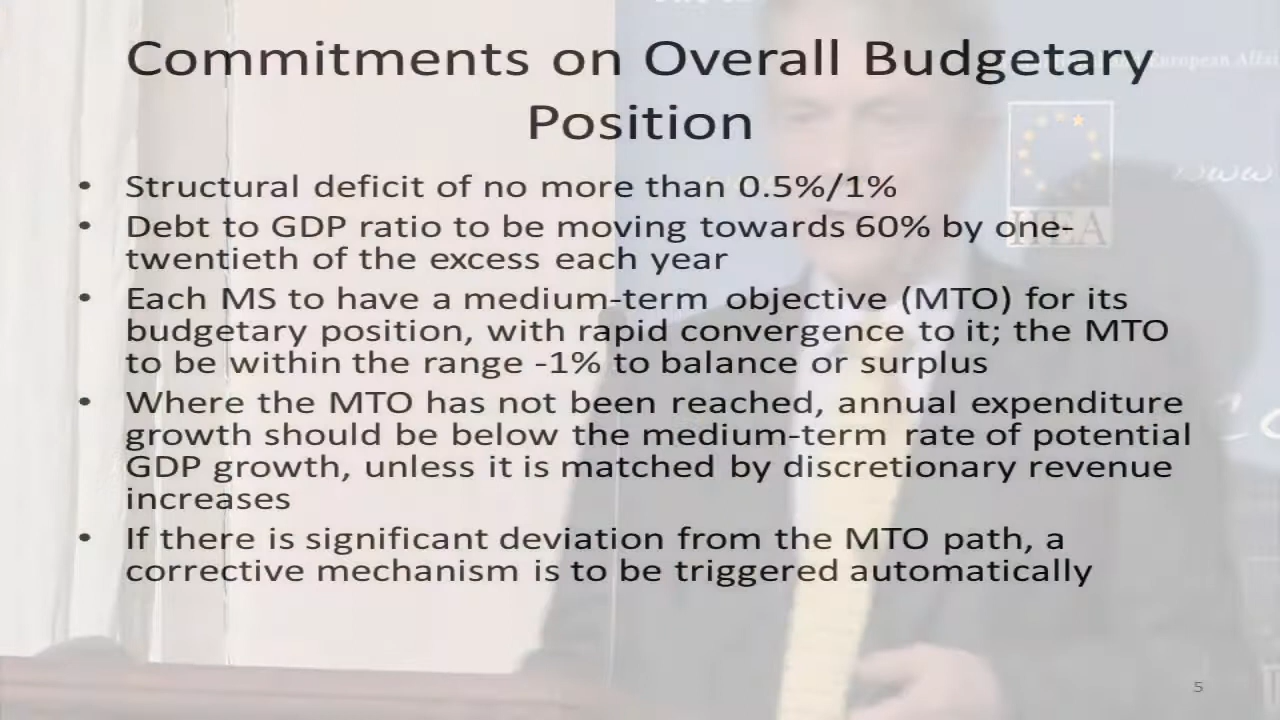 Commitments on Overall Budgetary
Position
• Structural deficit of no more than 0.5%/1%
• Debt to GDP ratio to be moving towards 60% by one-
twentieth of the excess each year
• Each MS to have a medium-term objective (MTO) for its
budgetary position, with rapid convergence to it; the MTO
to be within the range -1% to balance or surplus
• Where the MTO has not been reached, annual expenditure
growth should be below the medium-term rate of potential
GDP growth, unless it is matched by discretionary revenue
increases
• If there is significant deviation from the MTO path, a
corrective mechanism is to be triggered automatically
5
European Affai
IIEA
www